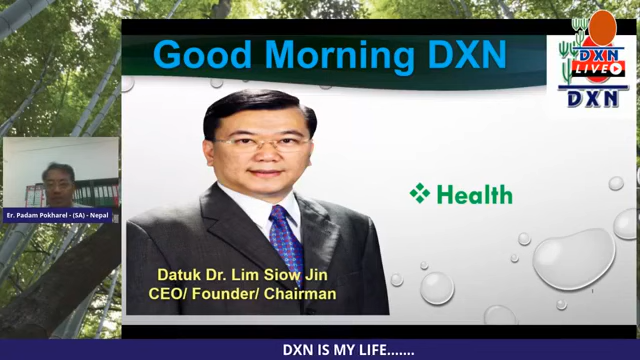 Good Morning DXN
DXN
LIVE
DXN
❖ Health
Er. Padam Pokharel - (SA) - Nepal
Datuk Dr. Lim Siow Jin
CEO/ Founder/ Chairman
DXN IS MY LIFE.......